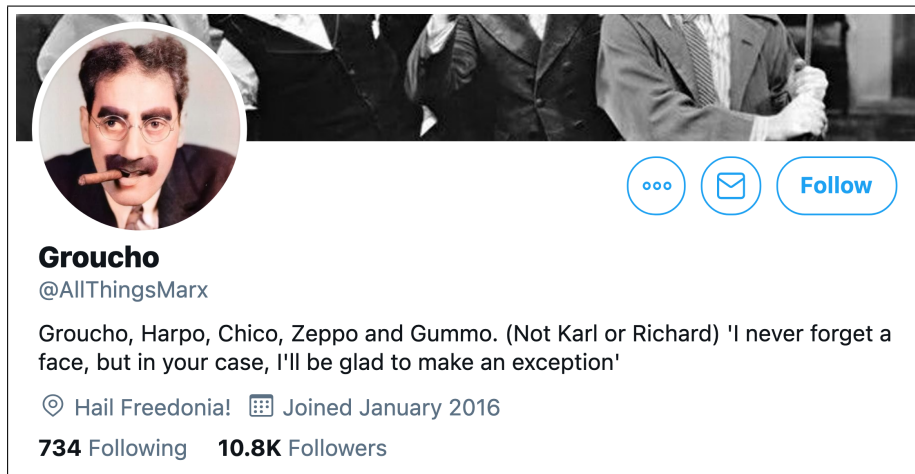 Follow
Groucho
@AllThingsMarx
Groucho, Harpo, Chico, Zeppo and Gummo. (Not Karl or Richard) 'I never forget a
face, but in your case, I'll be glad to make an exception'
Hail Freedonia! Joined January 2016
734 Following 10.8K Followers